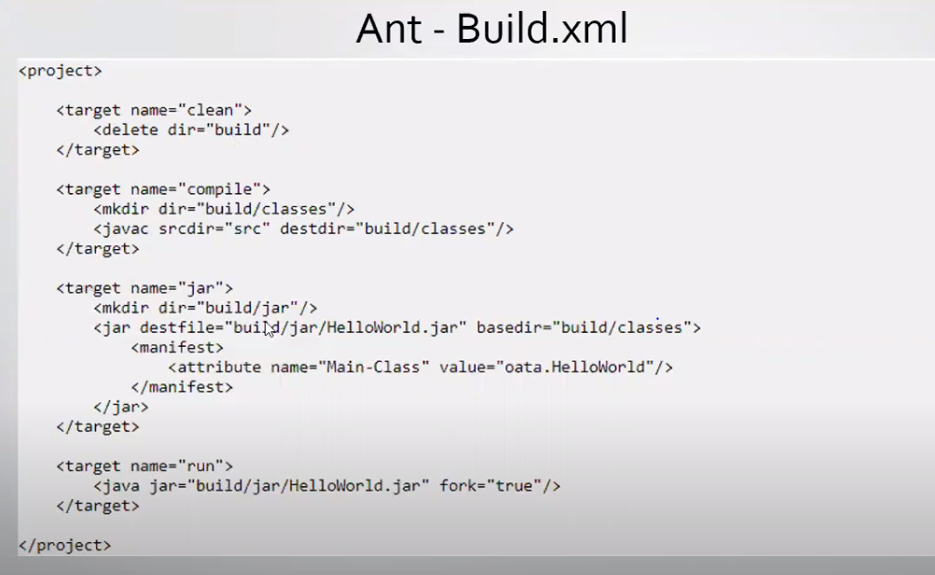 Ant - Build.xml
<project>
<target name="clean">
<delete dir="build"/>
</target>
<target name="compile">
<mkdir dir="build/classes"/>
<javac srcdir="src" destdir="build/classes"/>
</target>
<target name="jar">
<mkdir dir="build/jar"/>
<jar destfile="build/jar/HelloWorld.jar" basedir="build/classes">
<manifest>
<attribute name="Main-Class" value="oata.HelloWorld"/>
</manifest>
</jar>
</target>
<target name="run">
<java jar="build/jar/HelloWorld.jar" fork="true"/>
</target>
</project>